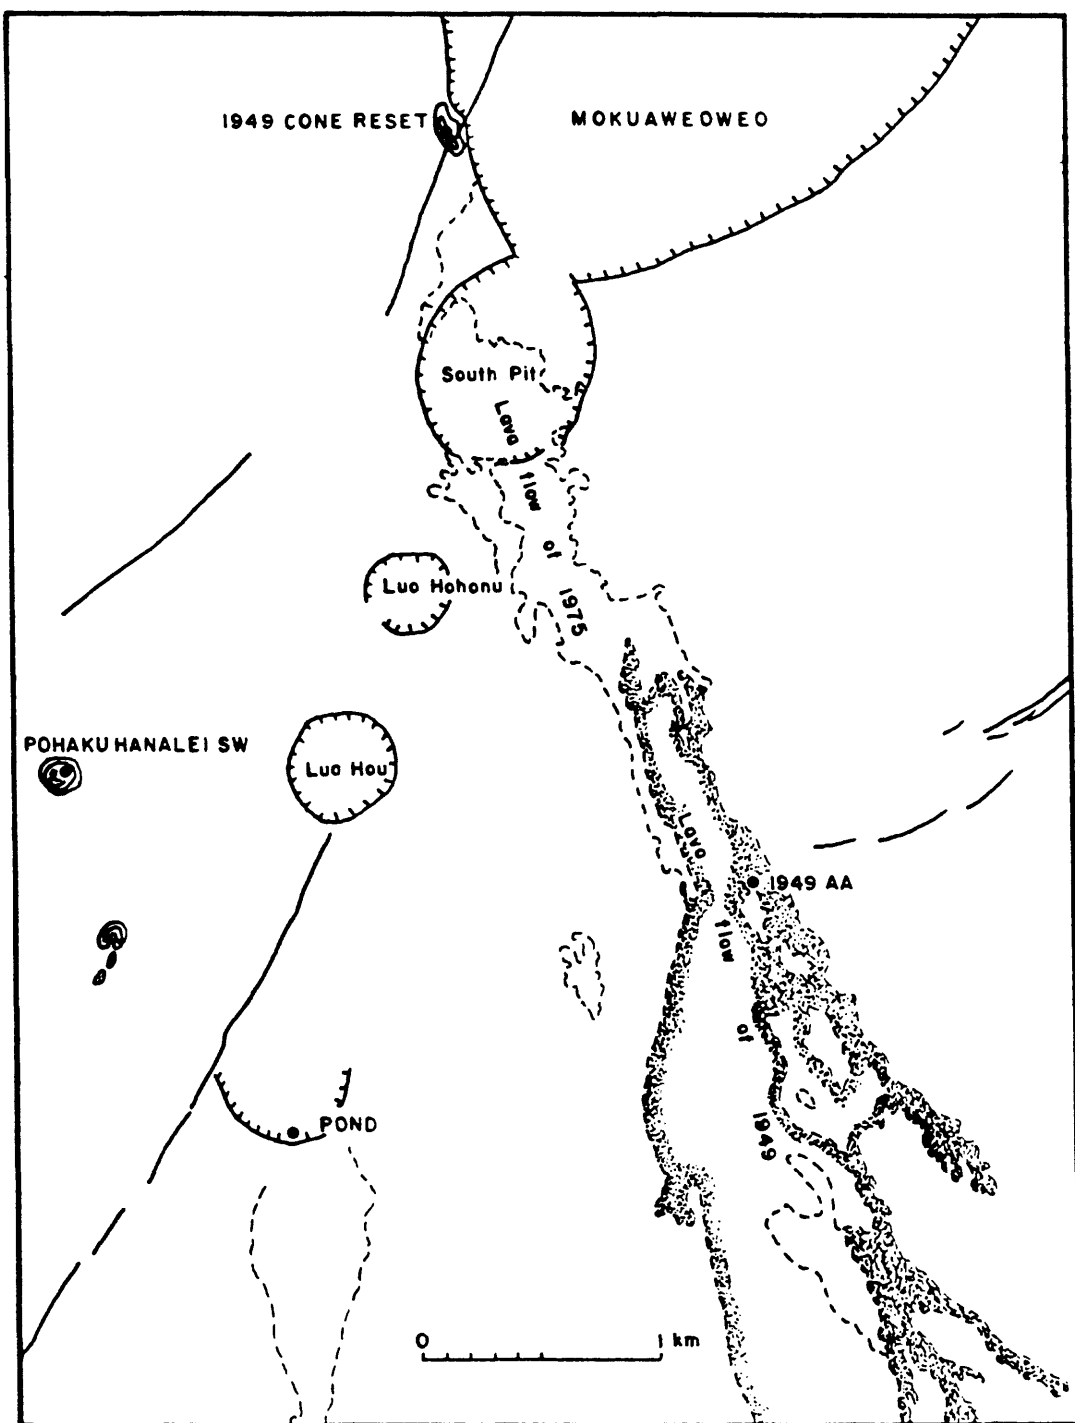 1949 CONE RESET
MOKUAWEOWEO
South Pit
Lava flow of 1975
Lua Hohonu
POHAKU HANALEI SW
Lua Hou
Lava flow of 1949
1949 AA
POND
0 1 km